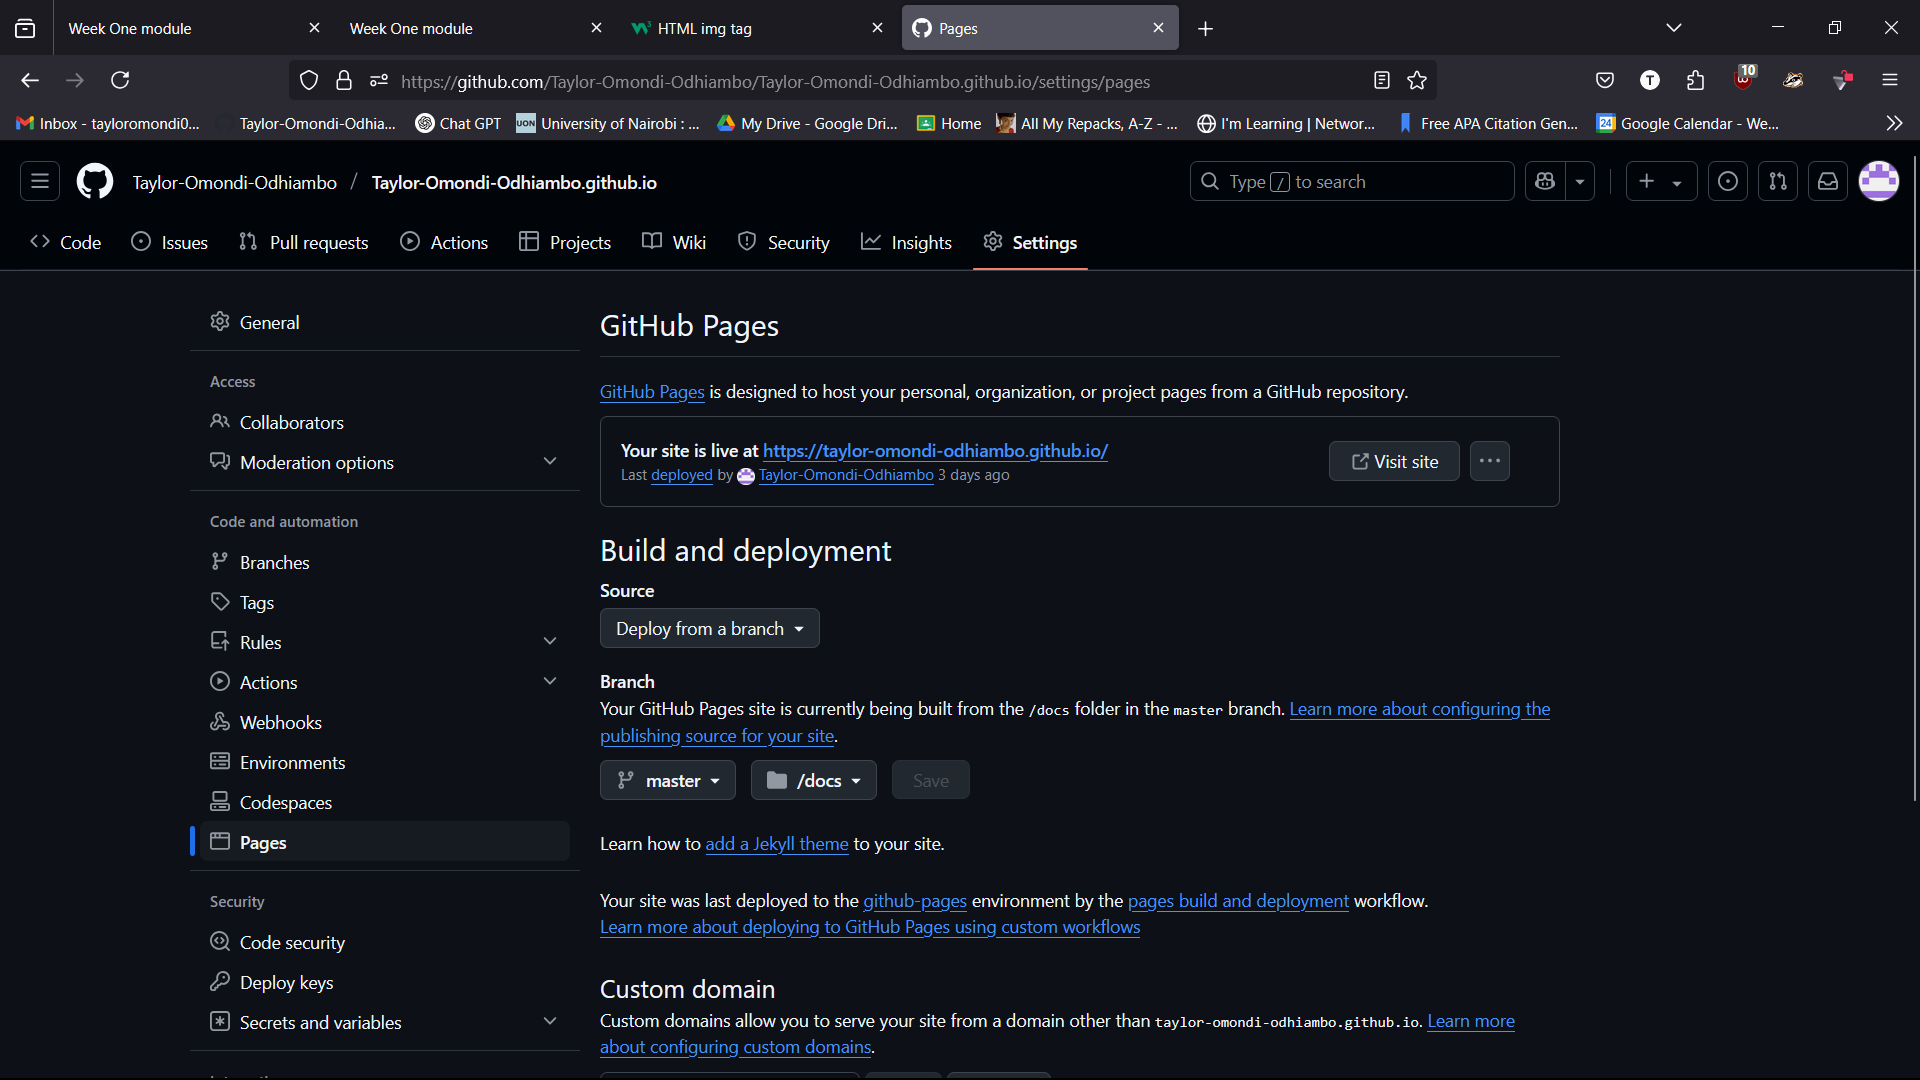 Week One module
Week One module
HTML img tag
Pages
https://github.com/Taylor-Omondi-Odhiambo/Taylor-Omondi-Odhiambo.github.io/settings/pages
T
10
Inbox - tayloromondi0...
Taylor-Omondi-Odhia...
Chat GPT
UON University of Nairobi : ...
My Drive - Google Dri...
Home
All My Repacks, A-Z - ...
I'm Learning | Networ...
Free APA Citation Gen...
24 Google Calendar - We...
Taylor-Omondi-Odhiambo / Taylor-Omondi-Odhiambo.github.io
Type / to search
Code
Issues
Pull requests
Actions
Projects
Wiki
Security
Insights
Settings
General
Access
Collaborators
Moderation options
Code and automation
Branches
Tags
Rules
Actions
Webhooks
Environments
Codespaces
Pages
Security
Code security
Deploy keys
Secrets and variables
GitHub Pages
GitHub Pages is designed to host your personal, organization, or project pages from a GitHub repository.
Your site is live at https://taylor-omondi-odhiambo.github.io/
Last deployed by Taylor-Omondi-Odhiambo 3 days ago
Visit site
Build and deployment
Source
Deploy from a branch
Branch
Your GitHub Pages site is currently being built from the /docs folder in the master branch. Learn more about configuring the
publishing source for your site.
master
/docs
Save
Learn how to add a Jekyll theme to your site.
Your site was last deployed to the github-pages environment by the pages build and deployment workflow.
Learn more about deploying to GitHub Pages using custom workflows
Custom domain
Custom domains allow you to serve your site from a domain other than taylor-omondi-odhiambo.github.io. Learn more
about configuring custom domains.